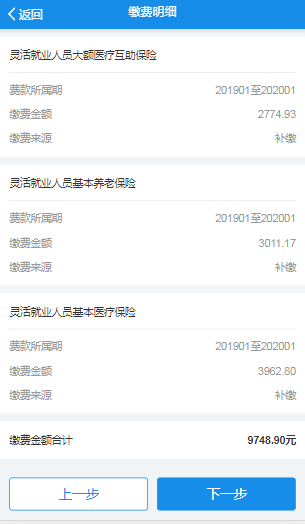 返回 缴费明细
灵活就业人员大额医疗互助保险
费款所属期 201901至202001
缴费金额 2774.93
缴费来源 补缴
灵活就业人员基本养老保险
费款所属期 201901至202001
缴费金额 3011.17
缴费来源 补缴
灵活就业人员基本医疗保险
费款所属期 201901至202001
缴费金额 3962.80
缴费来源 补缴
缴费金额合计 9748.90元
上一步 下一步